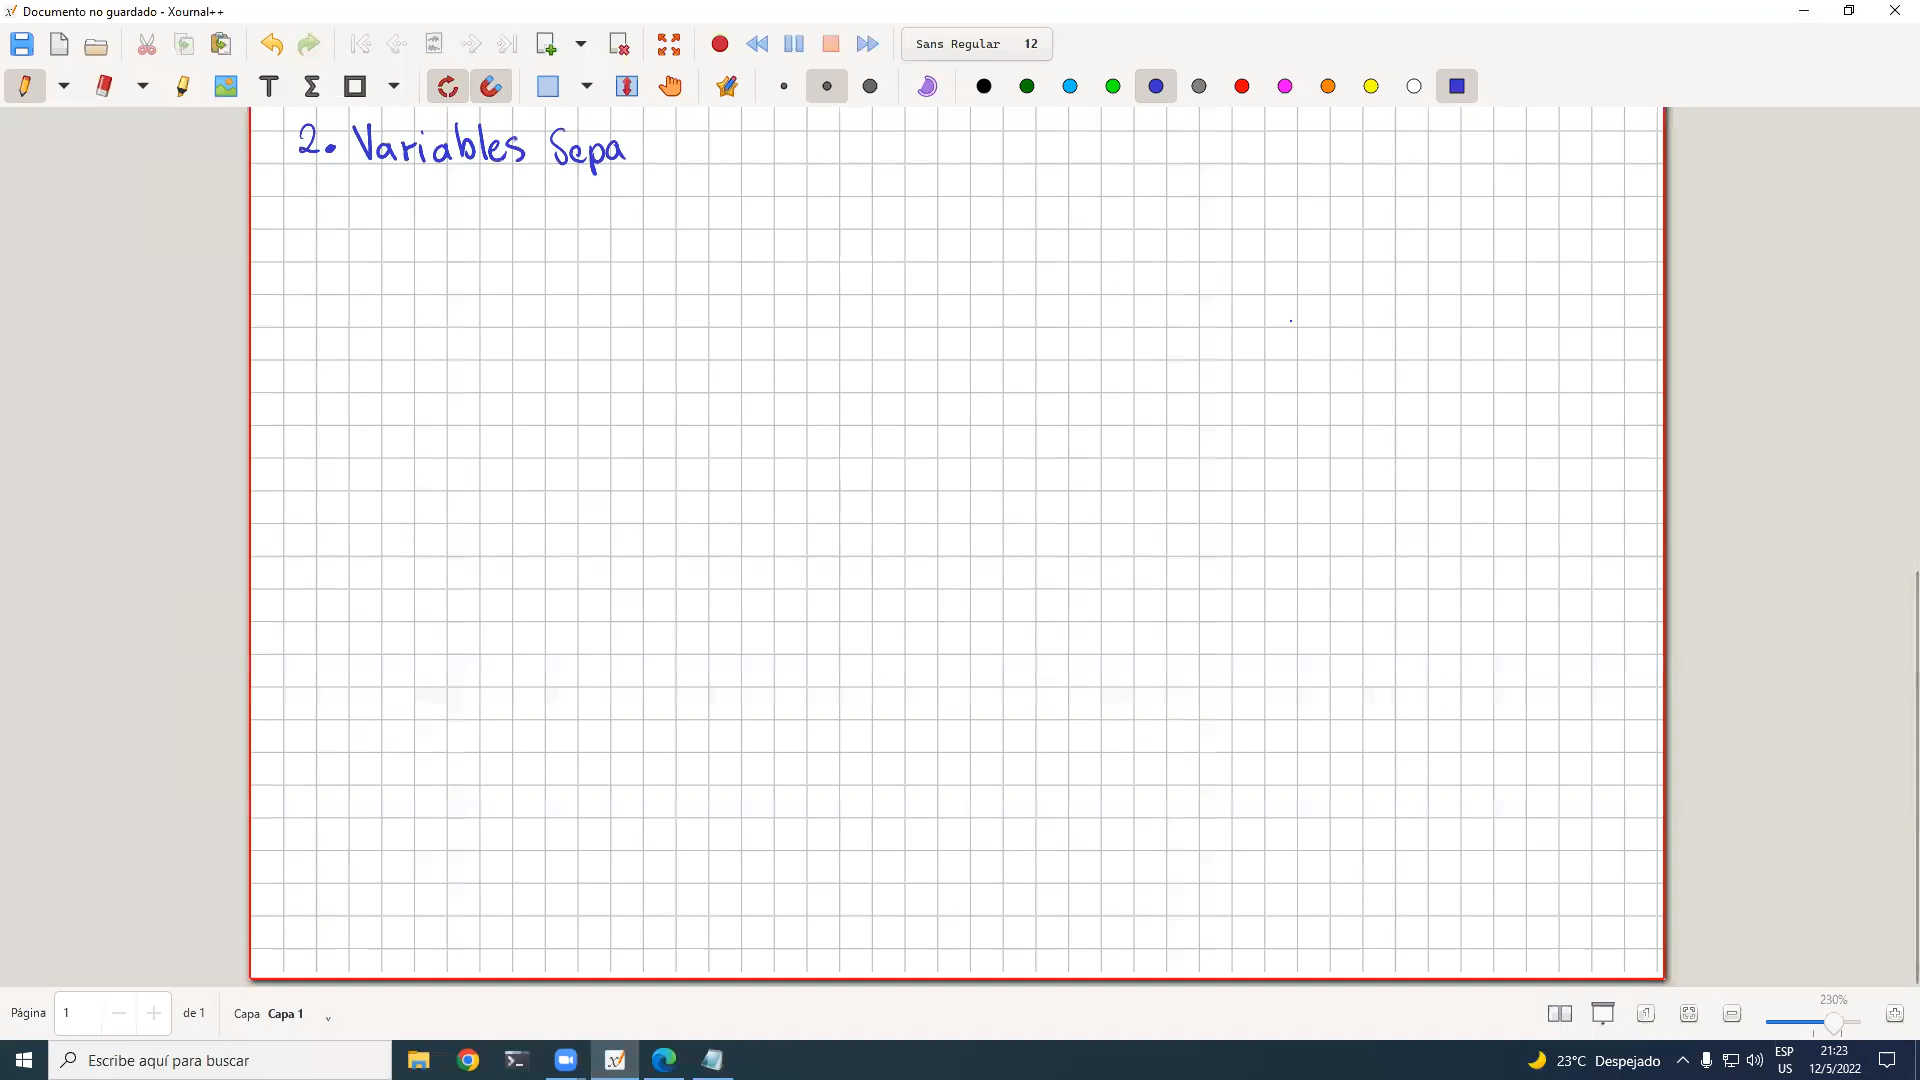 Documento no guardado - Xournal++
Sans Regular 12
2. Variables Sepa
230%
Página 1 de 1 Capa Capa 1
Escribe aquí para buscar
23°C Despejado
ESP
US
21:23
12/5/2022